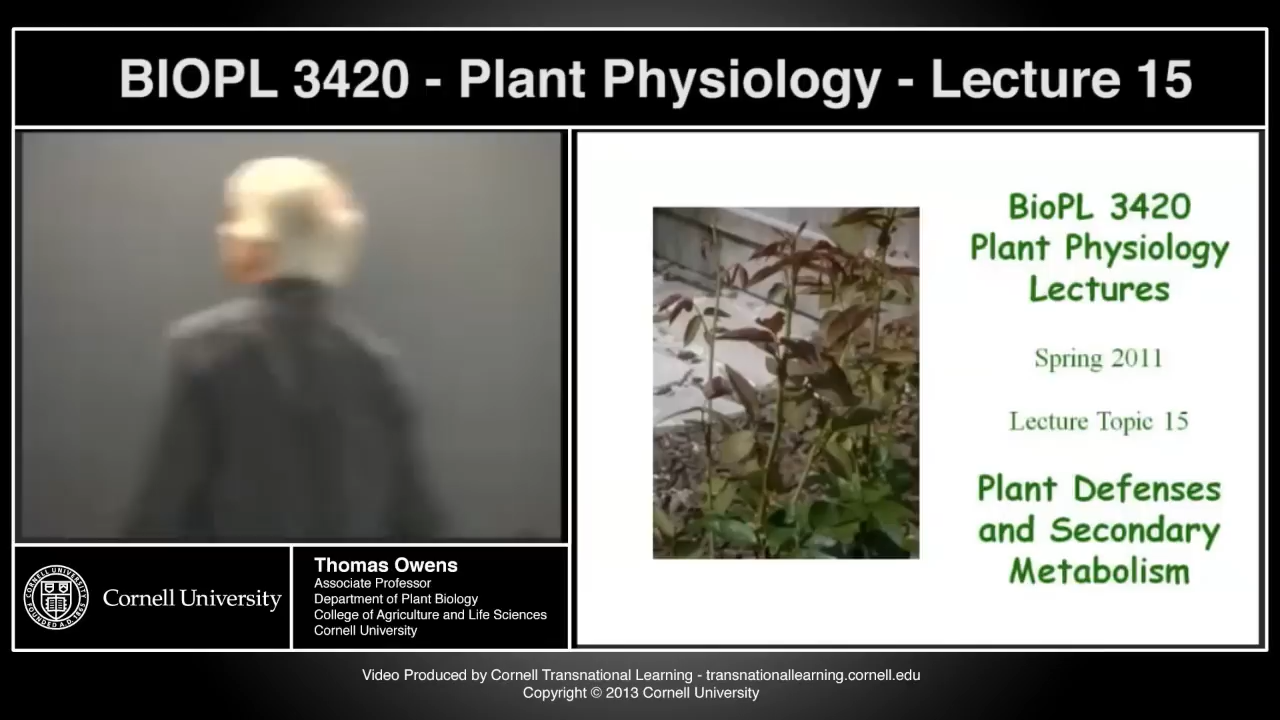 BIOPL 3420 - Plant Physiology - Lecture 15
BioPL 3420
Plant Physiology
Lectures
Spring 2011
Lecture Topic 15
Plant Defenses
and Secondary
Metabolism
Cornell University
Thomas Owens
Associate Professor
Department of Plant Biology
College of Agriculture and Life Sciences
Cornell University
Video Produced by Cornell Transnational Learning - transnationallearning.cornell.edu
Copyright © 2013 Cornell University